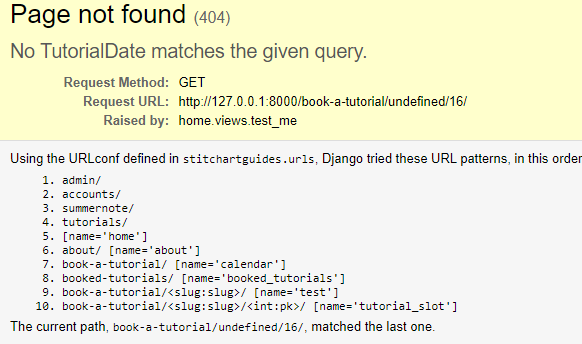 Page not found (404)
No TutorialDate matches the given query.
Request Method: GET
Request URL: http://127.0.0.1:8000/book-a-tutorial/undefined/16/
Raised by: home.views.test_me
Using the URLconf defined in stitchartguides.urls, Django tried these URL patterns, in this order
1. admin/
2. accounts/
3. summernote/
4. tutorials/
5. [name='home']
6. about/ [name='about']
7. book-a-tutorial/ [name='calendar']
8. booked-tutorials/ [name='booked_tutorials']
9. book-a-tutorial/<slug:slug>/ [name='test']
10. book-a-tutorial/<slug:slug>/<int:pk>/ [name='tutorial_slot']
The current path, book-a-tutorial/undefined/16/, matched the last one.